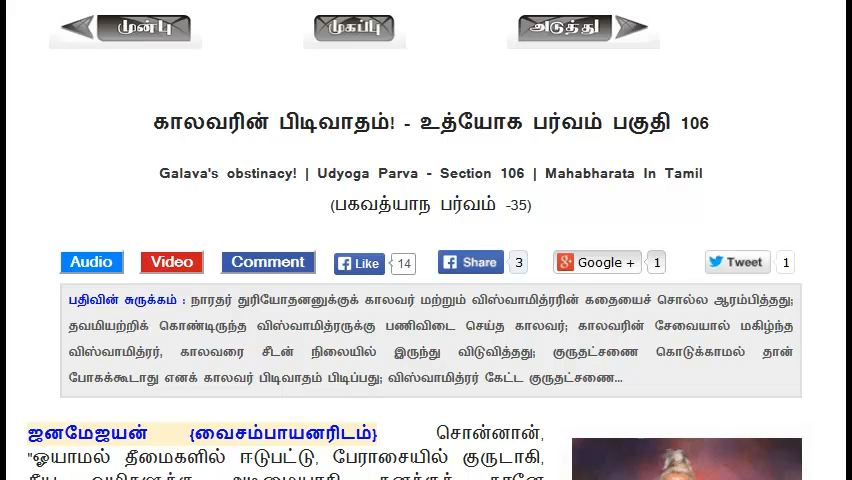 முன்பு முகப்பு அடுத்து
காலவரின் பிடிவாதம்! - உத்யோக பர்வம் பகுதி 106
Galava's obstinacy! | Udyoga Parva - Section 106 | Mahabharata In Tamil
(பகவத்யாந பர்வம் -35)
Audio Video Comment Like 14 Share 3 Google + 1 Tweet 1
பதிவின் சுருக்கம் : நாரதர் துரியோதனனுக்குக் காலவர் மற்றும் விஸ்வாமித்ரரின் கதையைச் சொல்ல ஆரம்பித்தது;
தவமியற்றிக் கொண்டிருந்த விஸ்வாமித்ரருக்கு பணிவிடை செய்த காலவர்; காலவரின் சேவையால் மகிழ்ந்த
விஸ்வாமித்ரர், காலவரை சீடன் நிலையில் இருந்து விடுவித்தது; குருதட்சணை கொடுக்காமல் தான்
போகக்கூடாது எனக் காலவர் பிடிவாதம் பிடிப்பது; விஸ்வாமித்ரர் கேட்ட குருதட்சணை...
ஜனமேஜயன் {வைசம்பாயனரிடம்} சொன்னான்,
"ஓயாமல் தீமைகளில் ஈடுபட்டு, பேராசையில் குருடாகி,